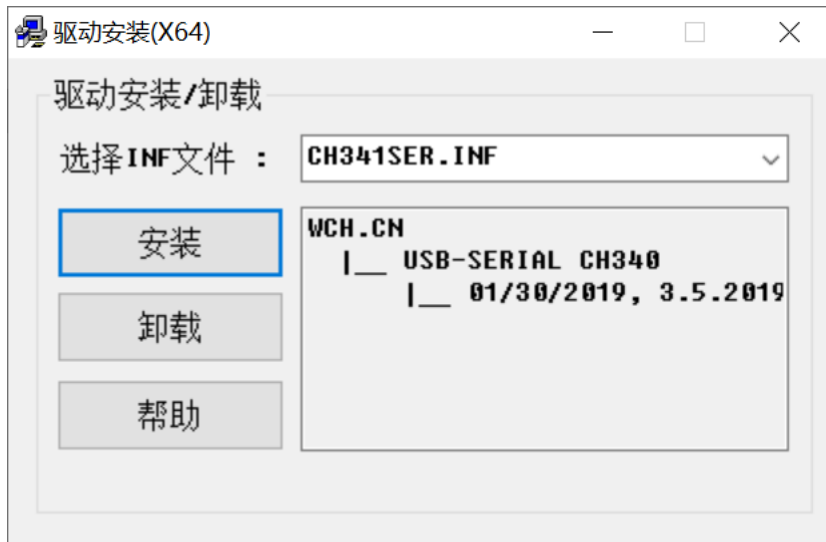 驱动安装(X64)
驱动安装/卸载
选择INF文件 :
CH341SER.INF
安装
WCH.CN
|__ USB-SERIAL CH340
|__ 01/30/2019, 3.5.2019
卸载
帮助